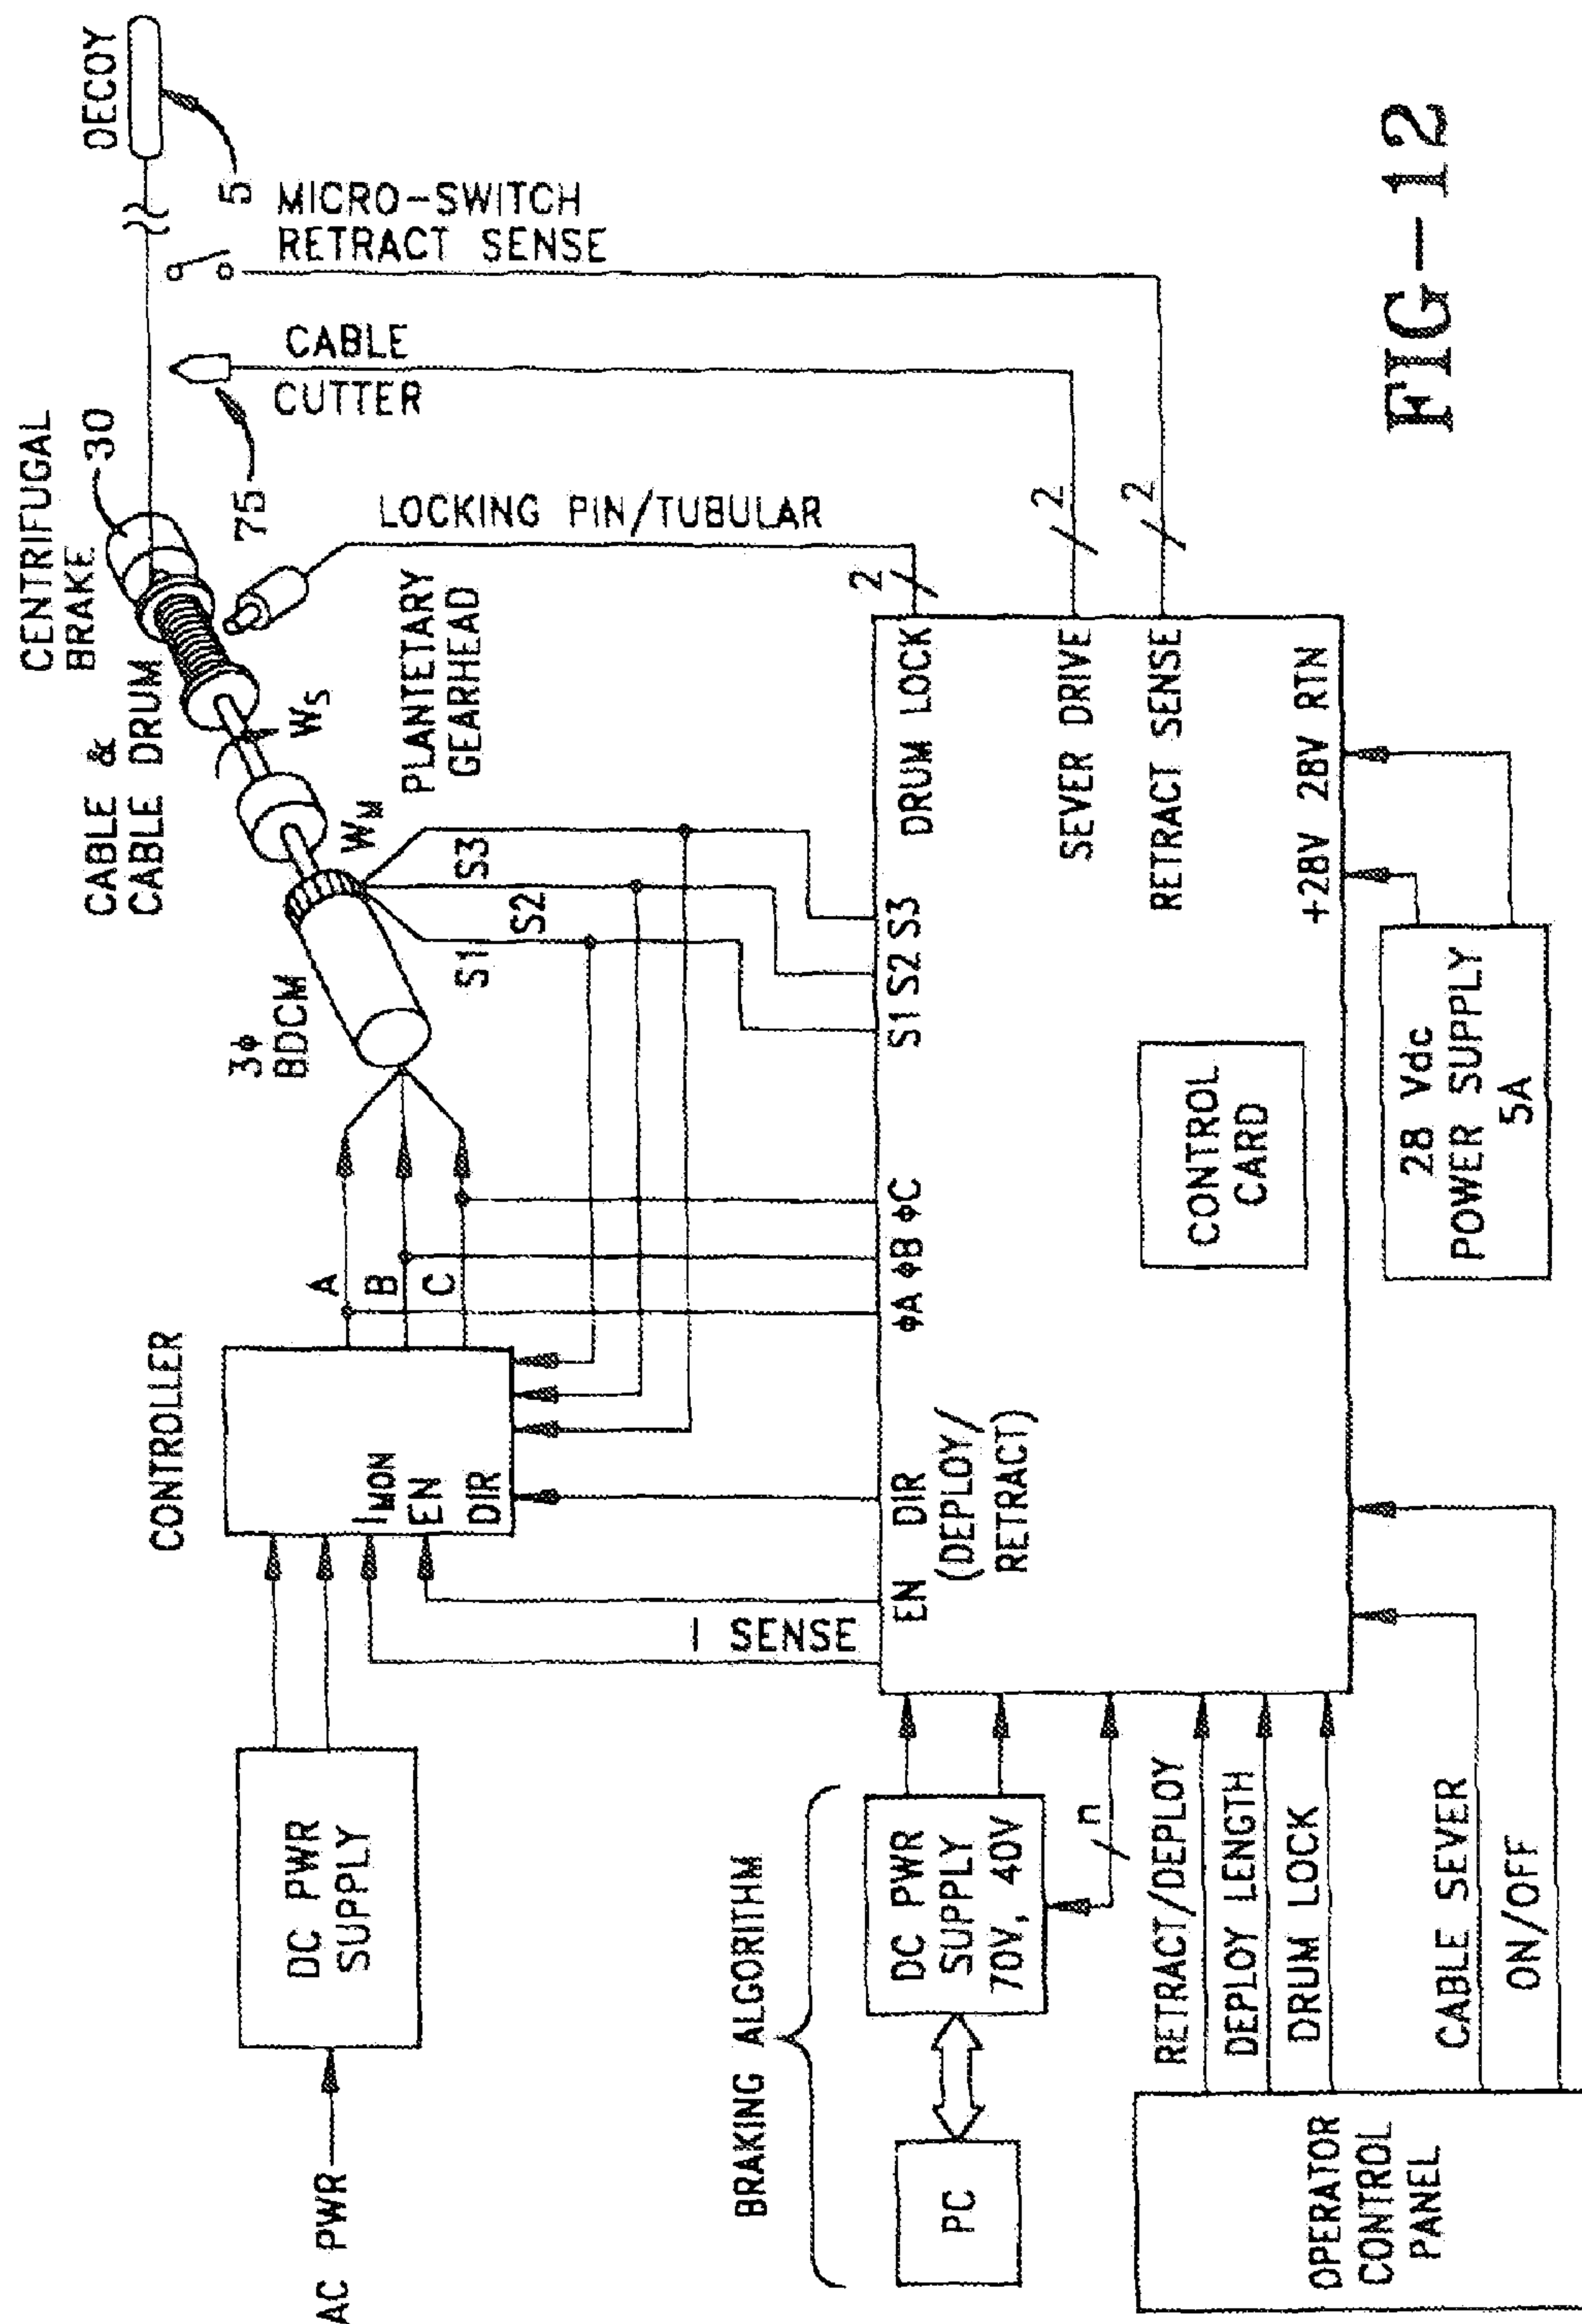 DECOY
5
MICRO-SWITCH
RETRACT SENSE
CABLE
CUTTER
75
CENTRIFUGAL
BRAKE
30
LOCKING PIN/TUBULAR
CABLE &
CABLE DRUM
WS
PLANTETARY
GEARHEAD
WM
3ϕ
BDCM
S1
S2
S3
CONTROLLER
A
B
C
IMON
EN
DIR
AC PWR
DC PWR
SUPPLY
I SENSE
EN
DIR
(DEPLOY/
RETRACT)
ϕA ϕB ϕC
S1 S2 S3
DRUM LOCK
2
SEVER DRIVE
2
RETRACT SENSE
2
CONTROL
CARD
+28V 28V RTN
28 Vdc
POWER SUPPLY
5A
BRAKING ALGORITHM
PC
DC PWR
SUPPLY
70V, 40V
n
RETRACT/DEPLOY
DEPLOY LENGTH
DRUM LOCK
CABLE SEVER
ON/OFF
OPERATOR
CONTROL
PANEL
FIG-12